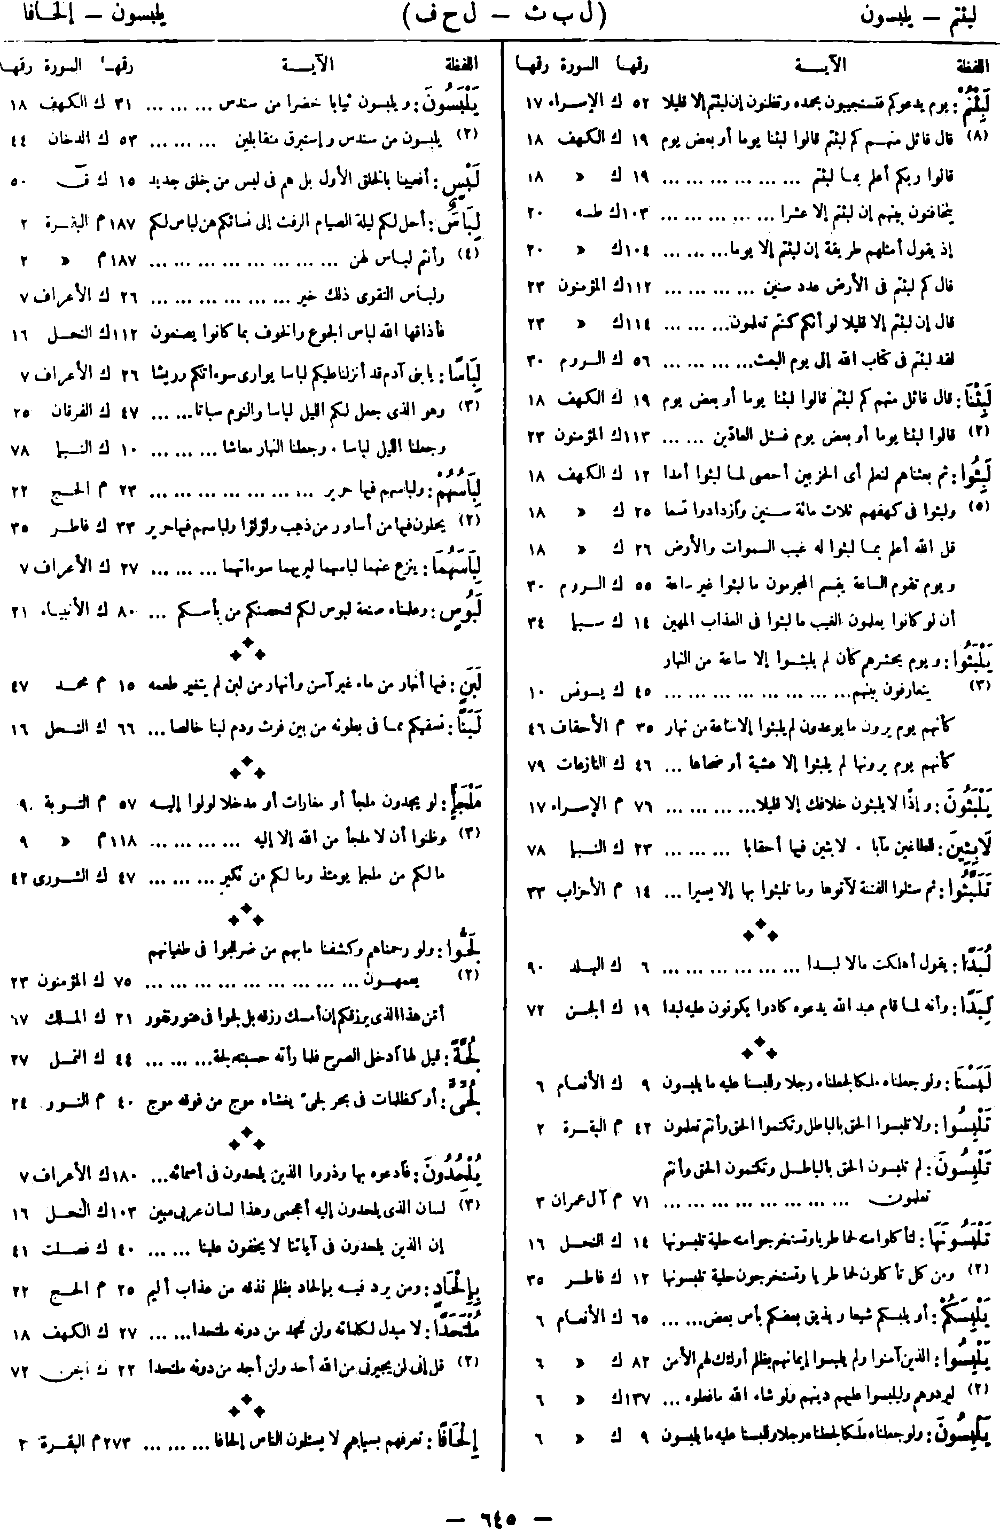 لبثتم — يلبسون
(ل ب ث — ل ح ف)
يلبسون — إلحافا
اللفظة الآية رقمها السورة رقمها
لَبِثْتُمْ : يوم يدعوكم فتستجيبون بحمده وتظنون إن لبثتم إلا قليلا ٥٢ ك الإسراء ١٧
(٨) قال قائل منهم كم لبثتم قالوا لبثنا يوما أو بعض يوم ١٩ ك الكهف ١٨
قالوا ربكم أعلم بما لبثتم ... ... ... ... ... ... ١٩ ك « ١٨
يتخافتون بينهم إن لبثتم إلا عشرا ... ... ... ... ١٠٣ ك طه ٢٠
إذ يقول أمثلهم طريقة إن لبثتم إلا يوما ... ... ... ١٠٤ ك « ٢٠
قال كم لبثتم فى الأرض عدد سنين ... ... ... ... ١١٢ ك المؤمنون ٢٣
قال إن لبثتم إلا قليلا لو أنكم كنتم تعلمون ... ... ... ١١٤ ك « ٢٣
لقد لبثتم فى كتاب الله إلى يوم البعث ... ... ... ٥٦ ك الروم ٣٠
لَبِثْنَا : قال قائل منهم كم لبثتم قالوا لبثنا يوما أو بعض يوم ١٩ ك الكهف ١٨
(٢) قالوا لبثنا يوما أو بعض يوم فسئل العادّين ... ... ١١٣ ك المؤمنون ٢٣
لَبِثُوا : ثم بعثناهم لنعلم أى الحزبين أحصى لما لبثوا أمدا ١٢ ك الكهف ١٨
(٥) ولبثوا فى كهفهم ثلاث مائة سنين وأزدادوا تسعا ٢٥ ك « ١٨
قل الله أعلم بما لبثوا له غيب السموات والأرض ٢٦ ك « ١٨
ويوم تقوم الساعة يقسم المجرمون ما لبثوا غير ساعة ٥٥ ك الروم ٣٠
أن لو كانوا يعلمون الغيب ما لبثوا فى العذاب المهين ١٤ ك سبإ ٣٤
يَلْبَثُوا : ويوم يحشرهم كأن لم يلبثوا إلا ساعة من النهار
(٣) يتعارفون بينهم ... ... ... ... ... ... ... ٤٥ ك يونس ١٠
كأنهم يوم يرون ما يوعدون لم يلبثوا إلا ساعة من نهار ٣٥ م الأحقاف ٤٦
كأنهم يوم يرونها لم يلبثوا إلا عشية أو ضحاها ... ٤٦ ك النازعات ٧٩
يَلْبَثُونَ : وإذًا لا يلبثون خلافك إلا قليلا ... ... ... ... ٧٦ م الإسراء ١٧
لَابِثِينَ : للطاغين مآبا ٠ لابثين فيها أحقابا ... ... ... ٢٣ ك النبإ ٧٨
تَلَبَّثُوا : ثم سئلوا الفتنة لآتوها وما تلبثوا بها إلا يسيرا ... ١٤ م الأحزاب ٣٣
لُبَدًا : يقول أهلكت مالا لبدا ... ... ... ... ... ... ٦ ك البلد ٩٠
لِبَدًا : وأنه لما قام عبد الله يدعوه كادوا يكونون عليه لبدا ١٩ ك الجن ٧٢
لَبَسْنَا : ولو جعلناه ملكا لجعلناه رجلا وللبسنا عليه ما يلبسون ٩ ك الأنعام ٦
تَلْبِسُوا : ولا تلبسوا الحق بالباطل وتكتموا الحق وأنتم تعلمون ٤٢ م البقرة ٢
تَلْبِسُونَ : لم تلبسون الحق بالباطل وتكتمون الحق وأنتم
تعلمون ... ... ... ... ... ... ... ٧١ م آل عمران ٣
تَلْبَسُونَهَا : لتأكلوا منه لحما طريا وتستخرجوا منه حلية تلبسونها ١٤ ك النحل ١٦
(٢) ومن كل تأكلون لحما طريا وتستخرجون حلية تلبسونها ١٢ ك فاطر ٣٥
يَلْبِسَكُمْ : أو يلبسكم شيعا ويذيق بعضكم بأس بعض ... ... ٦٥ ك الأنعام ٦
يَلْبِسُوا : الذين آمنوا ولم يلبسوا إيمانهم بظلم أولئك لهم الأمن ٨٢ ك « ٦
(٢) ليردوهم وليلبسوا عليهم دينهم ولو شاء الله ما فعلوه ... ١٣٧ ك « ٦
يَلْبِسُونَ : ولو جعلناه ملكا لجعلناه رجلا وللبسنا عليه ما يلبسون ٩ ك « ٦
اللفظة الآية رقمها السورة رقمها
يَلْبَسُونَ : ويلبسون ثيابا خضرا من سندس ... ... ... ٣١ ك الكهف ١٨
(٢) يلبسون من سندس وإستبرق متقابلين ... ... ... ٥٣ ك الدخان ٤٤
لَبْسٍ : أفعيينا بالخلق الأول بل هم فى لبس من خلق جديد ١٥ ك قۤ ٥٠
لِبَاسٌ : أحل لكم ليلة الصيام الرفث إلى نسائكم هن لباس لكم ١٨٧ م البقرة ٢
(٤) وأنتم لباس لهن ... ... ... ... ... ... ... ١٨٧ م « ٢
ولباس التقوى ذلك خير ... ... ... ... ... ٢٦ ك الأعراف ٧
فأذاقها الله لباس الجوع والخوف بما كانوا يصنعون ١١٢ ك النحل ١٦
لِبَاسًا : يا بنى آدم قد أنزلنا عليكم لباسا يوارى سوءاتكم وريشا ٢٦ ك الأعراف ٧
(٣) وهو الذى جعل لكم الليل لباسا والنوم سباتا ... ... ٤٧ ك الفرقان ٢٥
وجعلنا الليل لباسا ٠ وجعلنا النهار معاشا ... ... ... ١٠ ك النبإ ٧٨
لِبَاسُهُمْ : ولباسهم فيها حرير ... ... ... ... ... ... ... ٢٣ م الحج ٢٢
(٢) يحلون فيها من أساور من ذهب ولؤلؤا ولباسهم فيها حرير ٣٣ ك فاطر ٣٥
لِبَاسَهُمَا : ينزع عنهما لباسهما ليريهما سوءاتهما ... ... ... ٢٧ ك الأعراف ٧
لَبُوسٍ : وعلمناه صنعة لبوس لكم لتحصنكم من بأسكم ... ٨٠ ك الأنبياء ٢١
لَبَنٍ : فيها أنهار من ماء غير آسن وأنهار من لبن لم يتغير طعمه ١٥ م محمد ٤٧
لَبَنًا : نسقيكم مما فى بطونه من بين فرث ودم لبنا خالصا ... ٦٦ ك النحل ١٦
مَلْجَأً : لو يجدون ملجأ أو مغارات أو مدخلا لولوا إليه ٥٧ م التوبة ٩
(٣) وظنوا أن لا ملجأ من الله إلا إليه ... ... ... ... ١١٨ م « ٩
ما لكم من ملجإ يومئذ وما لكم من نكير ... ... ... ٤٧ ك الشورى ٤٢
لَجُّوا : ولو رحمناهم وكشفنا ما بهم من ضر للجوا فى طغيانهم
(٢) يعمهون ... ... ... ... ... ... ... ... ٧٥ ك المؤمنون ٢٣
أمّن هذا الذى يرزقكم إن أمسك رزقه بل لجوا فى عتو ونفور ٢١ ك الملك ٦٧
لُجَّةً : قيل لها أدخلى الصرح فلما رأته حسبته لجة ... ... ... ٤٤ ك النمل ٢٧
لُجِّىٍّ : أو كظلمات فى بحر لجىّ يغشاه موج من فوقه موج ٤٠ م النور ٢٤
يُلْحِدُونَ : فأدعوه بها وذروا الذين يلحدون فى أسمائه ... ١٨٠ ك الأعراف ٧
(٣) لسان الذى يلحدون إليه أعجمى وهذا لسان عربى مبين ١٠٣ ك النحل ١٦
إن الذين يلحدون فى آياتنا لا يخفون علينا ... ... ٤٠ ك فصلت ٤١
بِإِلْحَادٍ : ومن يرد فيه بإلحاد بظلم نذقه من عذاب أليم ٢٥ م الحج ٢٢
مُلْتَحَدًا : لا مبدل لكلماته ولن تجد من دونه ملتحدا ... ... ٢٧ ك الكهف ١٨
(٢) قل إنى لن يجيرنى من الله أحد ولن أجد من دونه ملتحدا ٢٢ ك الجن ٧٢
إِلْحَافًا : تعرفهم بسيماهم لا يسئلون الناس إلحافا ... ... ... ٢٧٣ م البقرة ٢
— ٦٤٥ —